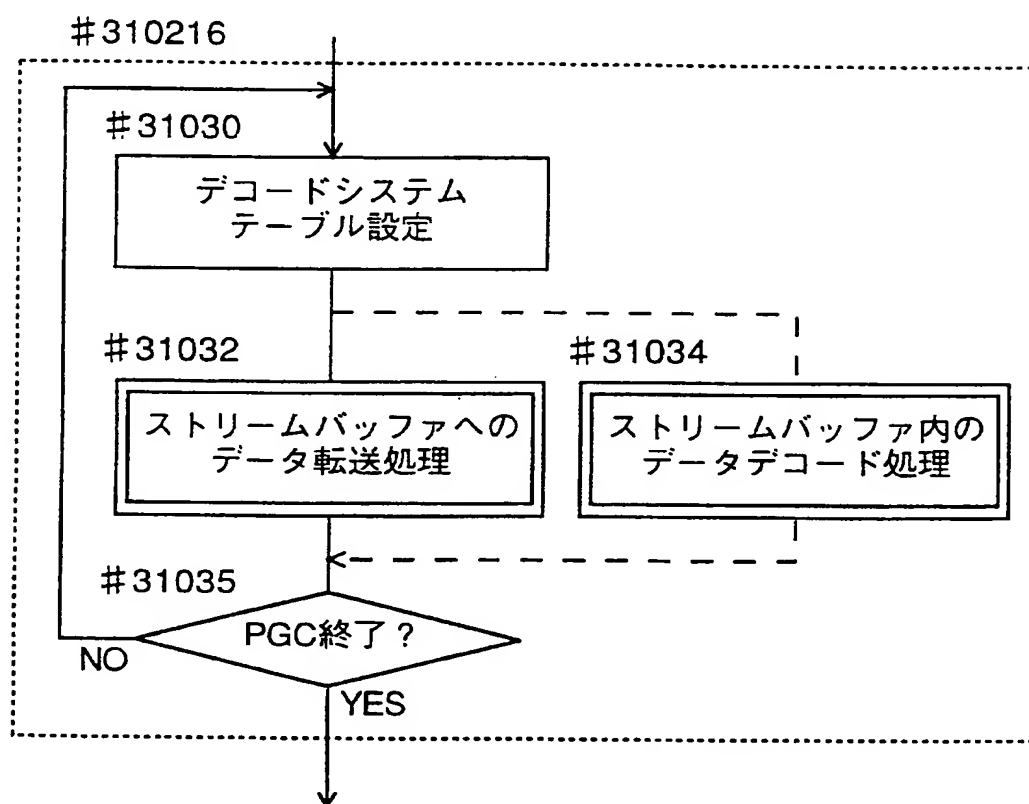 #310216
#31030
デコードシステム
テーブル設定
#31032
#31034
ストリームバッファへの
データ転送処理
ストリームバッファ内の
データデコード処理
#31035
PGC終了?
NO
YES